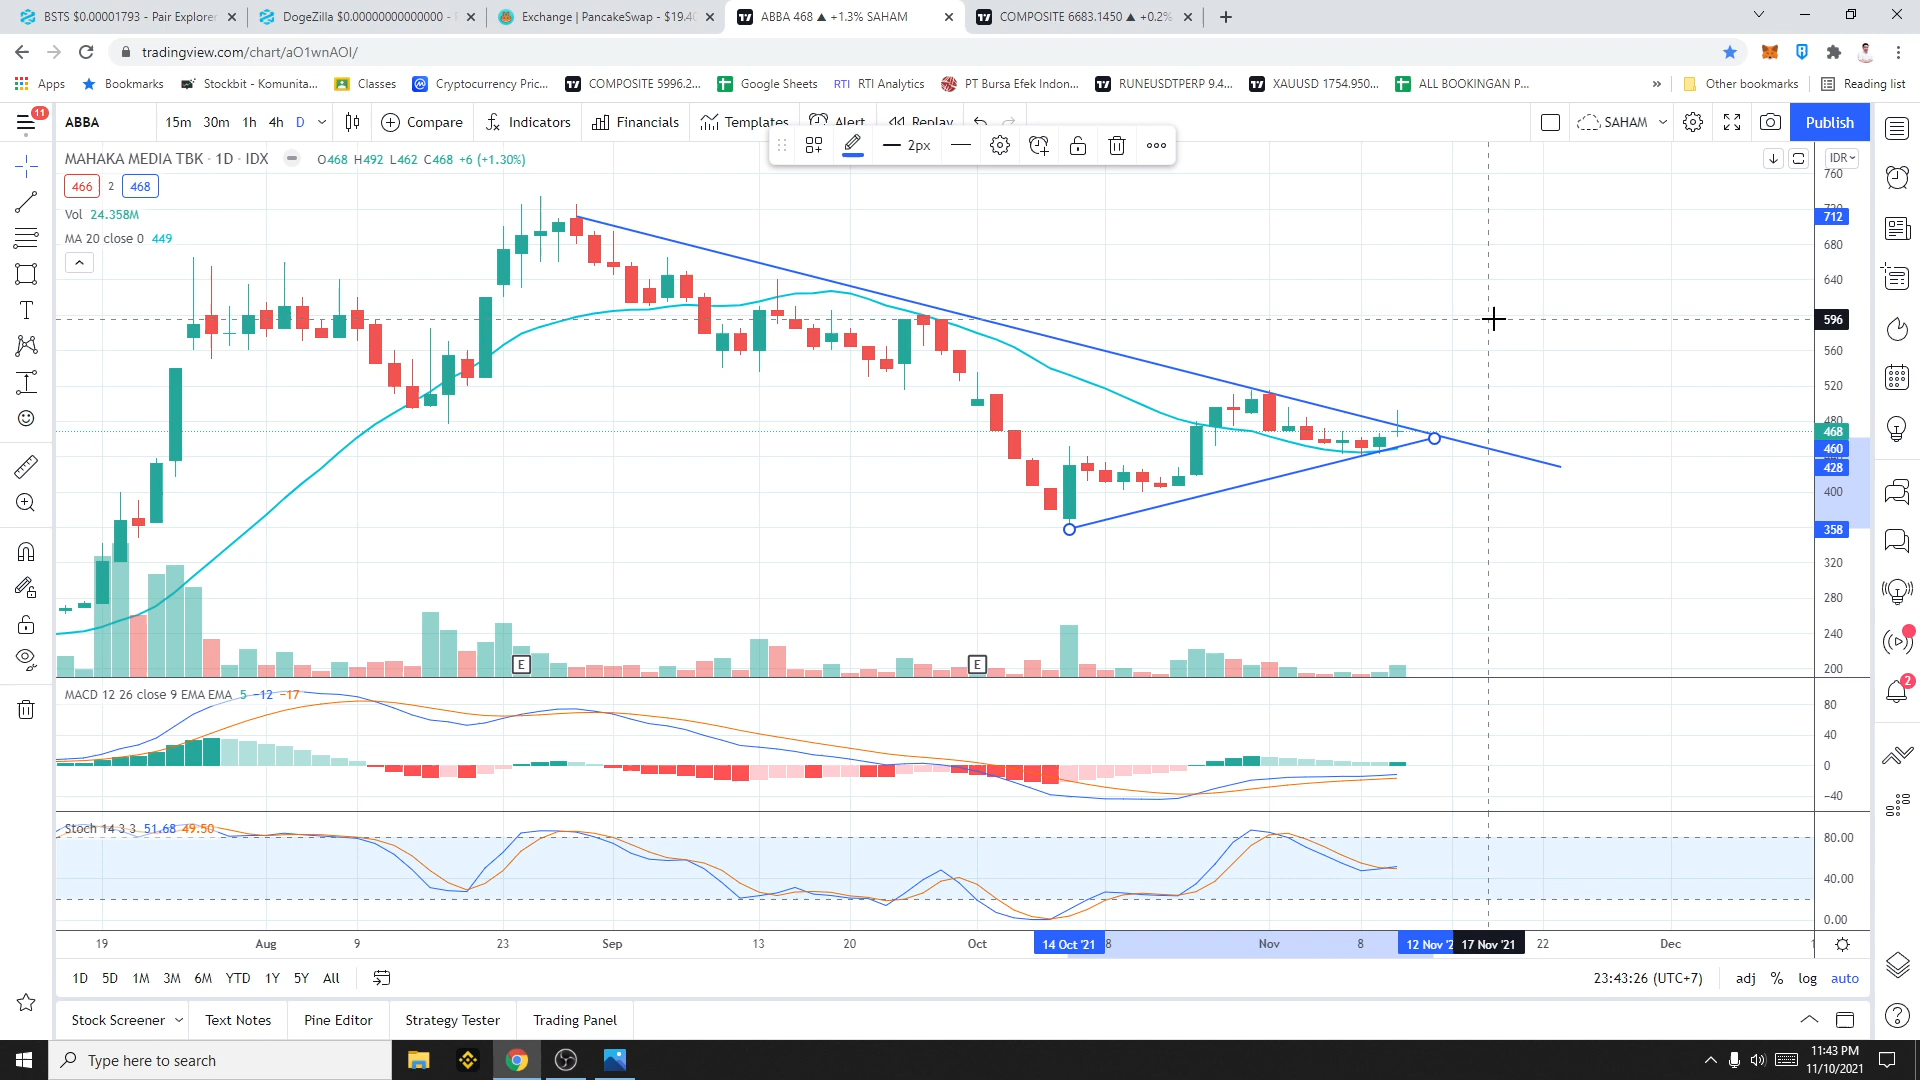 BSTS $0.00001793 - Pair Explorer
DogeZilla $0.00000000000000 -
Exchange | PancakeSwap - $19.40
ABBA 468 ▲ +1.3% SAHAM
COMPOSITE 6683.1450 ▲ +0.2%
tradingview.com/chart/aO1wnAOI/
Apps
Bookmarks
Stockbit - Komunita...
Classes
Cryptocurrency Pric...
COMPOSITE 5996.2...
Google Sheets
RTI RTI Analytics
PT Bursa Efek Indon...
RUNEUSDTPERP 9.4...
XAUUSD 1754.950...
ALL BOOKINGAN P...
»
Other bookmarks
Reading list
11
ABBA
15m 30m 1h 4h D
Compare
Indicators
Financials
Templates
Alert
Replay
SAHAM
Publish
2px
MAHAKA MEDIA TBK · 1D · IDX
O468 H492 L462 C468 +6 (+1.30%)
IDR
466 2 468
Vol 24.358M
MA 20 close 0 449
760
712
680
640
596
560
520
480
468
460
428
400
358
320
280
240
200
E
E
MACD 12 26 close 9 EMA EMA 5 −12 −17
80
40
0
−40
Stoch 14 3 3 51.68 49.50
80.00
40.00
0.00
19 Aug 9 23 Sep 13 20 Oct 14 Oct '21 8 Nov 8 12 Nov '2 17 Nov '21 22 Dec 1
1D 5D 1M 3M 6M YTD 1Y 5Y All
23:43:26 (UTC+7)
adj % log auto
2
Stock Screener
Text Notes
Pine Editor
Strategy Tester
Trading Panel
Type here to search
11:43 PM
11/10/2021